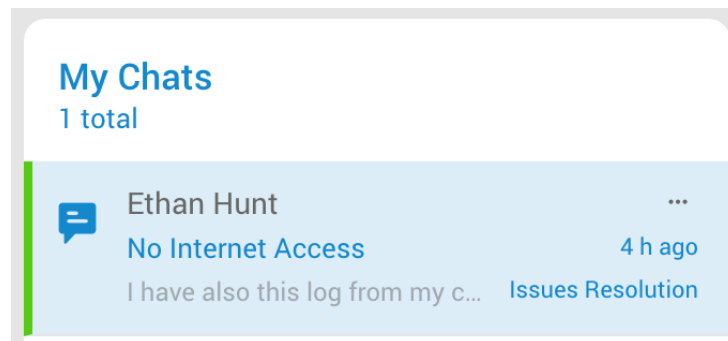 My Chats
1 total
Ethan Hunt ...
No Internet Access 4 h ago
I have also this log from my c... Issues Resolution